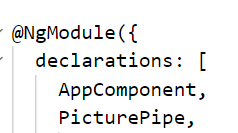 @NgModule({
declarations: [
AppComponent,
PicturePipe,